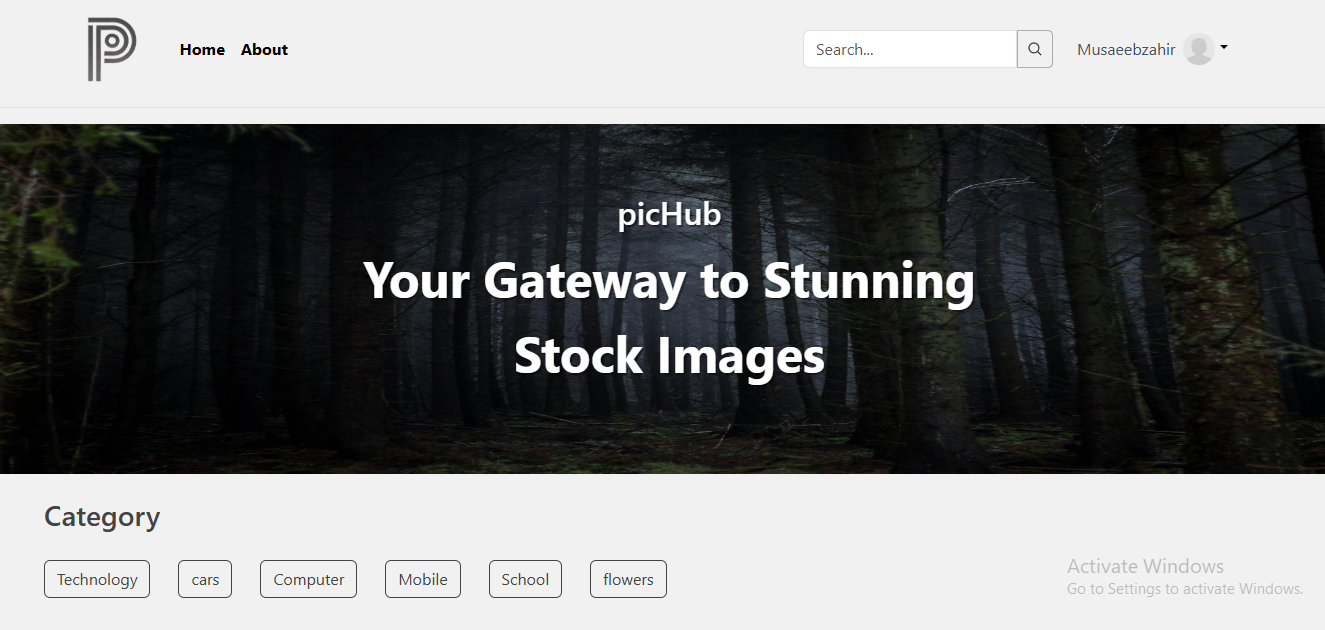 Home About
Search...
Musaeebzahir
picHub
Your Gateway to Stunning
Stock Images
Category
Technology cars Computer Mobile School flowers
Activate Windows
Go to Settings to activate Windows.